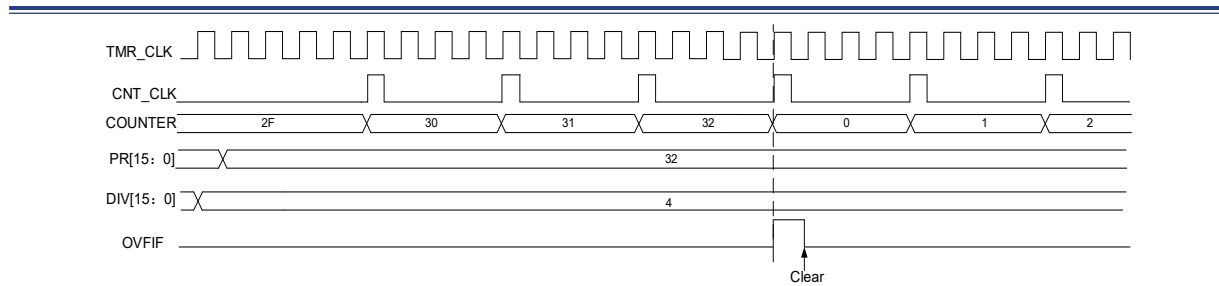 TMR_CLK
CNT_CLK
COUNTER 2F 30 31 32 0 1 2
PR[15：0] 32
DIV[15：0] 4
OVFIF
Clear